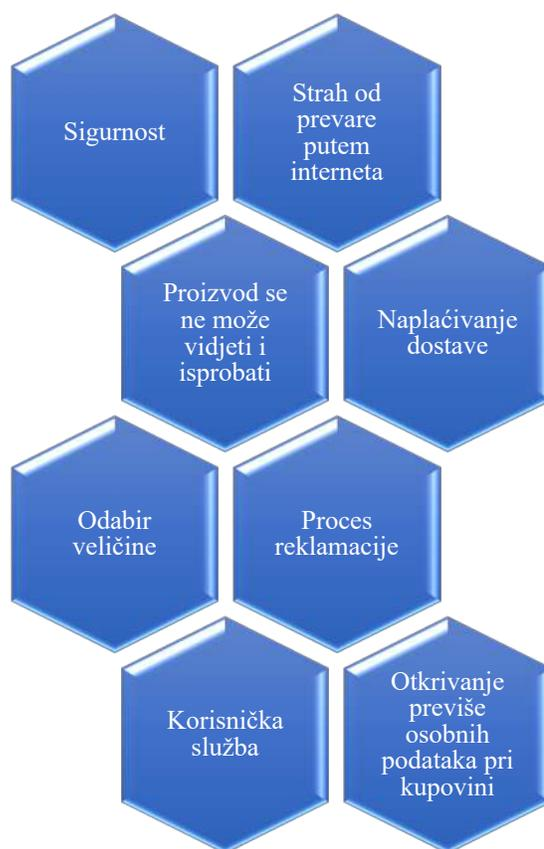 Sigurnost
Strah od
prevare
putem
interneta
Proizvod se
ne može
vidjeti i
isprobati
Naplaćivanje
dostave
Odabir
veličine
Proces
reklamacije
Korisnička
služba
Otkrivanje
previše
osobnih
podataka pri
kupovini